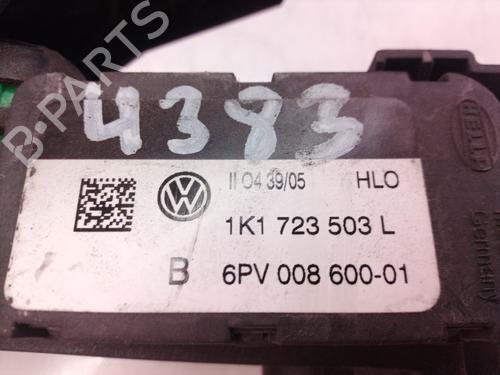 4383
II 04 39/05 HLO
1K1 723 503 L
B 6PV 008 600-01
HELLA
Germany
B-PARTS